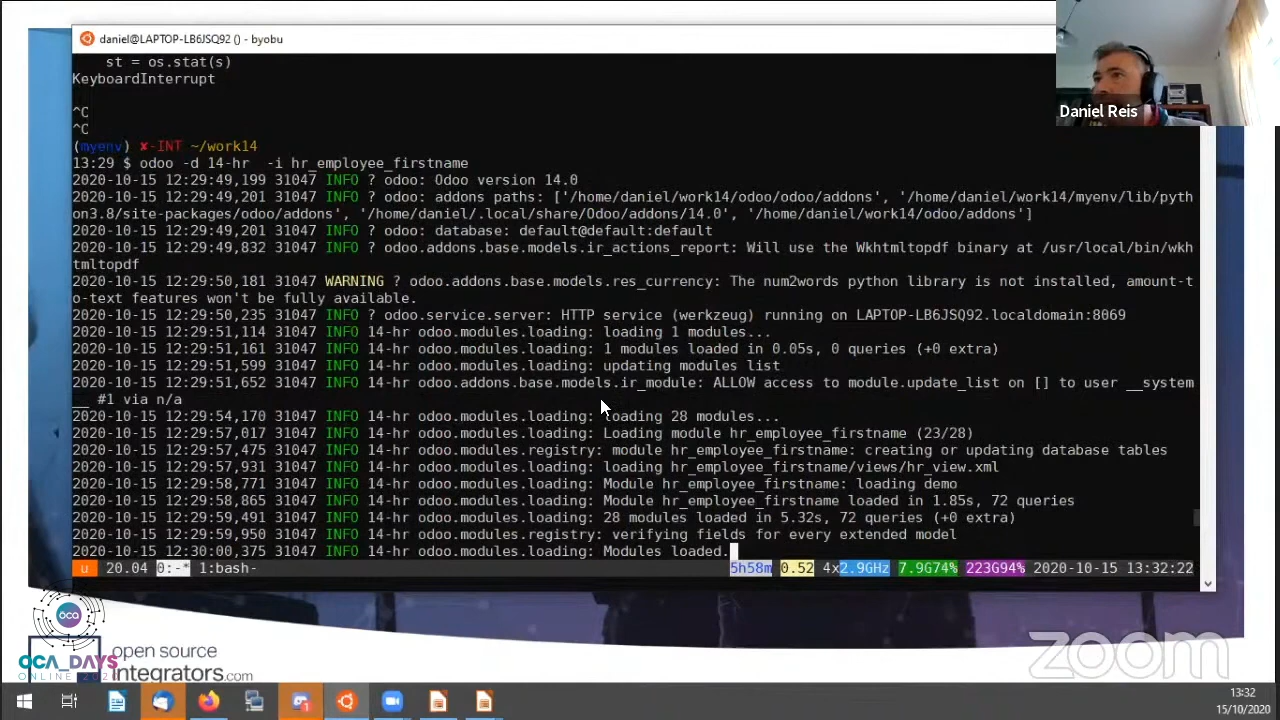 daniel@LAPTOP-LB6JSQ92 () - byobu
st = os.stat(s)
KeyboardInterrupt
^C
^C
(myenv) ✘-INT ~/work14
13:29 $ odoo -d 14-hr  -i hr_employee_firstname
2020-10-15 12:29:49,199 31047 INFO ? odoo: Odoo version 14.0
2020-10-15 12:29:49,201 31047 INFO ? odoo: addons paths: ['/home/daniel/work14/odoo/odoo/addons', '/home/daniel/work14/myenv/lib/pyth
on3.8/site-packages/odoo/addons', '/home/daniel/.local/share/Odoo/addons/14.0', '/home/daniel/work14/odoo/addons']
2020-10-15 12:29:49,201 31047 INFO ? odoo: database: default@default:default
2020-10-15 12:29:49,832 31047 INFO ? odoo.addons.base.models.ir_actions_report: Will use the Wkhtmltopdf binary at /usr/local/bin/wkh
tmltopdf
2020-10-15 12:29:50,181 31047 WARNING ? odoo.addons.base.models.res_currency: The num2words python library is not installed, amount-t
o-text features won't be fully available.
2020-10-15 12:29:50,235 31047 INFO ? odoo.service.server: HTTP service (werkzeug) running on LAPTOP-LB6JSQ92.localdomain:8069
2020-10-15 12:29:51,114 31047 INFO 14-hr odoo.modules.loading: loading 1 modules...
2020-10-15 12:29:51,161 31047 INFO 14-hr odoo.modules.loading: 1 modules loaded in 0.05s, 0 queries (+0 extra)
2020-10-15 12:29:51,599 31047 INFO 14-hr odoo.modules.loading: updating modules list
2020-10-15 12:29:51,652 31047 INFO 14-hr odoo.addons.base.models.ir_module: ALLOW access to module.update_list on [] to user __system
__ #1 via n/a
2020-10-15 12:29:54,170 31047 INFO 14-hr odoo.modules.loading: loading 28 modules...
2020-10-15 12:29:57,017 31047 INFO 14-hr odoo.modules.loading: Loading module hr_employee_firstname (23/28)
2020-10-15 12:29:57,475 31047 INFO 14-hr odoo.modules.registry: module hr_employee_firstname: creating or updating database tables
2020-10-15 12:29:57,931 31047 INFO 14-hr odoo.modules.loading: loading hr_employee_firstname/views/hr_view.xml
2020-10-15 12:29:58,771 31047 INFO 14-hr odoo.modules.loading: Module hr_employee_firstname: loading demo
2020-10-15 12:29:58,865 31047 INFO 14-hr odoo.modules.loading: Module hr_employee_firstname loaded in 1.85s, 72 queries
2020-10-15 12:29:59,491 31047 INFO 14-hr odoo.modules.loading: 28 modules loaded in 5.32s, 72 queries (+0 extra)
2020-10-15 12:29:59,950 31047 INFO 14-hr odoo.modules.registry: verifying fields for every extended model
2020-10-15 12:30:00,375 31047 INFO 14-hr odoo.modules.loading: Modules loaded.
u 20.04 0:-* 1:bash- 5h58m 0.52 4x2.9GHz 7.9G74% 223G94% 2020-10-15 13:32:22
Daniel Reis
oca
OCA_DAYS
ONLINE 202
open source
Integrators.com
zoom
13:32
15/10/2020